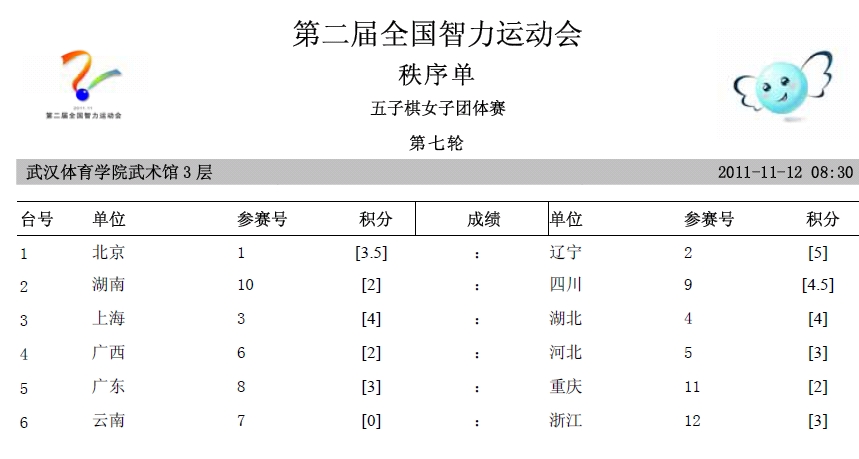 第二届全国智力运动会
秩序单
2011.11
第二届全国智力运动会
五子棋女子团体赛
第七轮
武汉体育学院武术馆 3 层 2011-11-12 08:30
台号 单位 参赛号 积分 成绩 单位 参赛号 积分
1 北京 1 [3.5] : 辽宁 2 [5]
2 湖南 10 [2] : 四川 9 [4.5]
3 上海 3 [4] : 湖北 4 [4]
4 广西 6 [2] : 河北 5 [3]
5 广东 8 [3] : 重庆 11 [2]
6 云南 7 [0] : 浙江 12 [3]